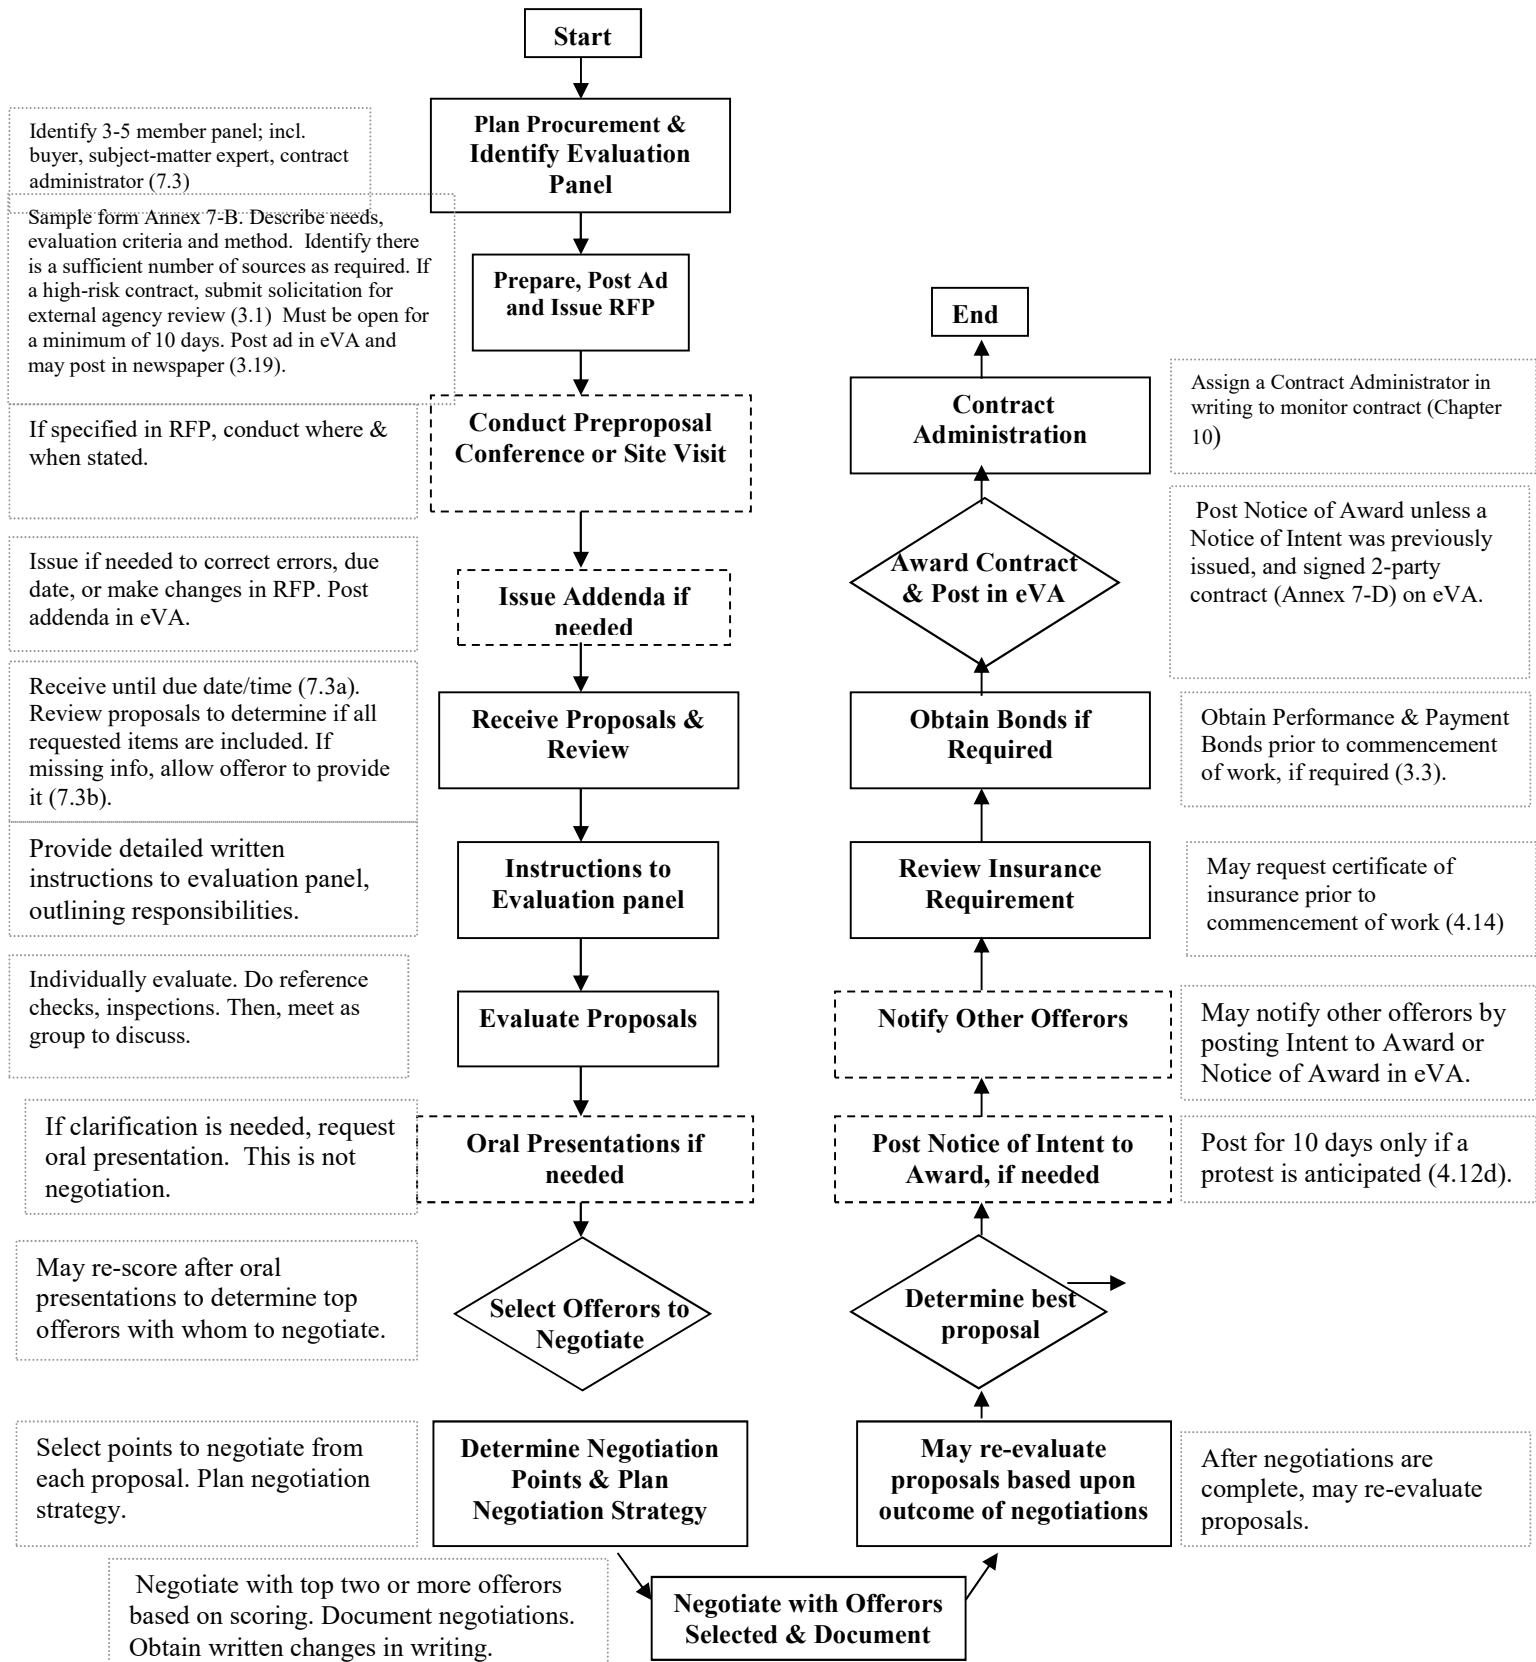 Start
Plan Procurement &
Identify Evaluation
Panel
Identify 3-5 member panel; incl.
buyer, subject-matter expert, contract
administrator (7.3)
Sample form Annex 7-B. Describe needs,
evaluation criteria and method.  Identify there
is a sufficient number of sources as required. If
a high-risk contract, submit solicitation for
external agency review (3.1)  Must be open for
a minimum of 10 days. Post ad in eVA and
may post in newspaper (3.19).
Prepare, Post Ad
and Issue RFP
If specified in RFP, conduct where &
when stated.
Conduct Preproposal
Conference or Site Visit
Issue if needed to correct errors, due
date, or make changes in RFP. Post
addenda in eVA.
Issue Addenda if
needed
Receive until due date/time (7.3a).
Review proposals to determine if all
requested items are included. If
missing info, allow offeror to provide
it (7.3b).
Receive Proposals &
Review
Provide detailed written
instructions to evaluation panel,
outlining responsibilities.
Instructions to
Evaluation panel
Individually evaluate. Do reference
checks, inspections. Then, meet as
group to discuss.
Evaluate Proposals
If clarification is needed, request
oral presentation.  This is not
negotiation.
Oral Presentations if
needed
May re-score after oral
presentations to determine top
offerors with whom to negotiate.
Select Offerors to
Negotiate
Select points to negotiate from
each proposal. Plan negotiation
strategy.
Determine Negotiation
Points & Plan
Negotiation Strategy
Negotiate with top two or more offerors
based on scoring. Document negotiations.
Obtain written changes in writing.
Negotiate with Offerors
Selected & Document
May re-evaluate
proposals based upon
outcome of negotiations
After negotiations are
complete, may re-evaluate
proposals.
Determine best
proposal
Post Notice of Intent to
Award, if needed
Post for 10 days only if a
protest is anticipated (4.12d).
Notify Other Offerors
May notify other offerors by
posting Intent to Award or
Notice of Award in eVA.
Review Insurance
Requirement
May request certificate of
insurance prior to
commencement of work (4.14)
Obtain Bonds if
Required
Obtain Performance & Payment
Bonds prior to commencement
of work, if required (3.3).
Award Contract
& Post in eVA
Post Notice of Award unless a
Notice of Intent was previously
issued, and signed 2-party
contract (Annex 7-D) on eVA.
Contract
Administration
Assign a Contract Administrator in
writing to monitor contract (Chapter
10)
End